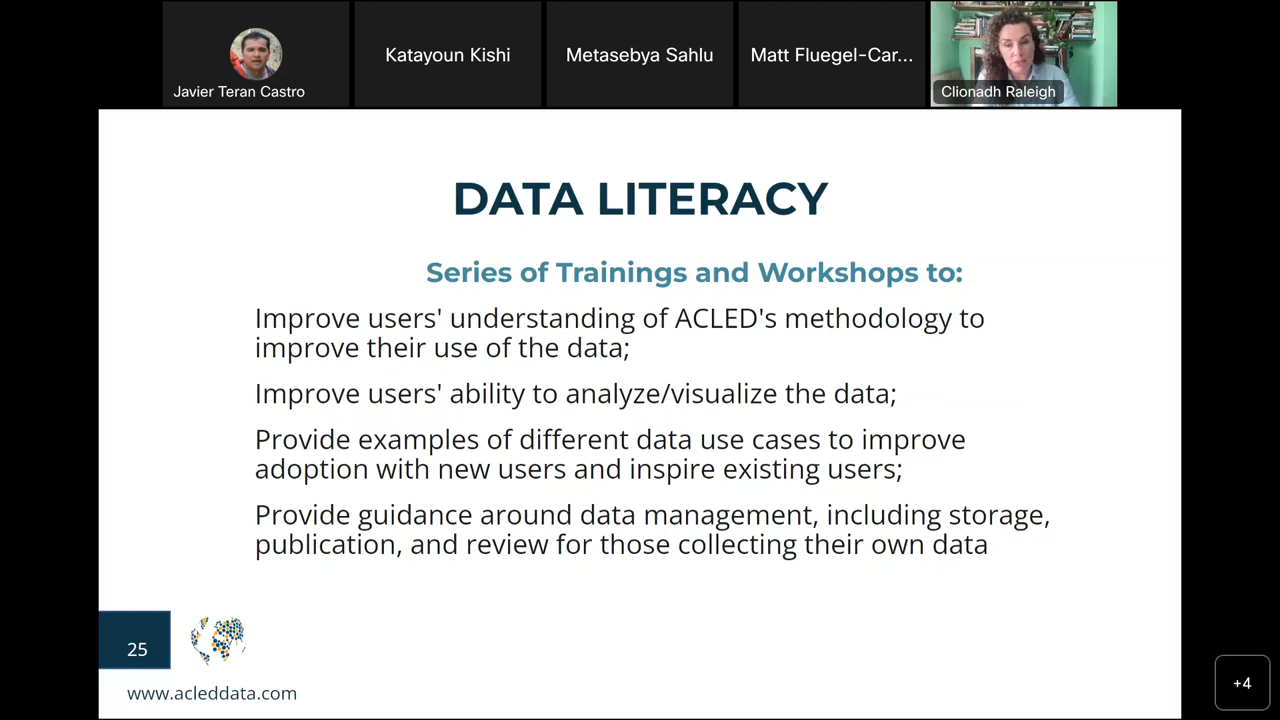 Javier Teran Castro
Katayoun Kishi
Metasebya Sahlu
Matt Fluegel-Car...
Clionadh Raleigh
DATA LITERACY
Series of Trainings and Workshops to:
Improve users' understanding of ACLED's methodology to
improve their use of the data;
Improve users' ability to analyze/visualize the data;
Provide examples of different data use cases to improve
adoption with new users and inspire existing users;
Provide guidance around data management, including storage,
publication, and review for those collecting their own data
25
www.acleddata.com
+4